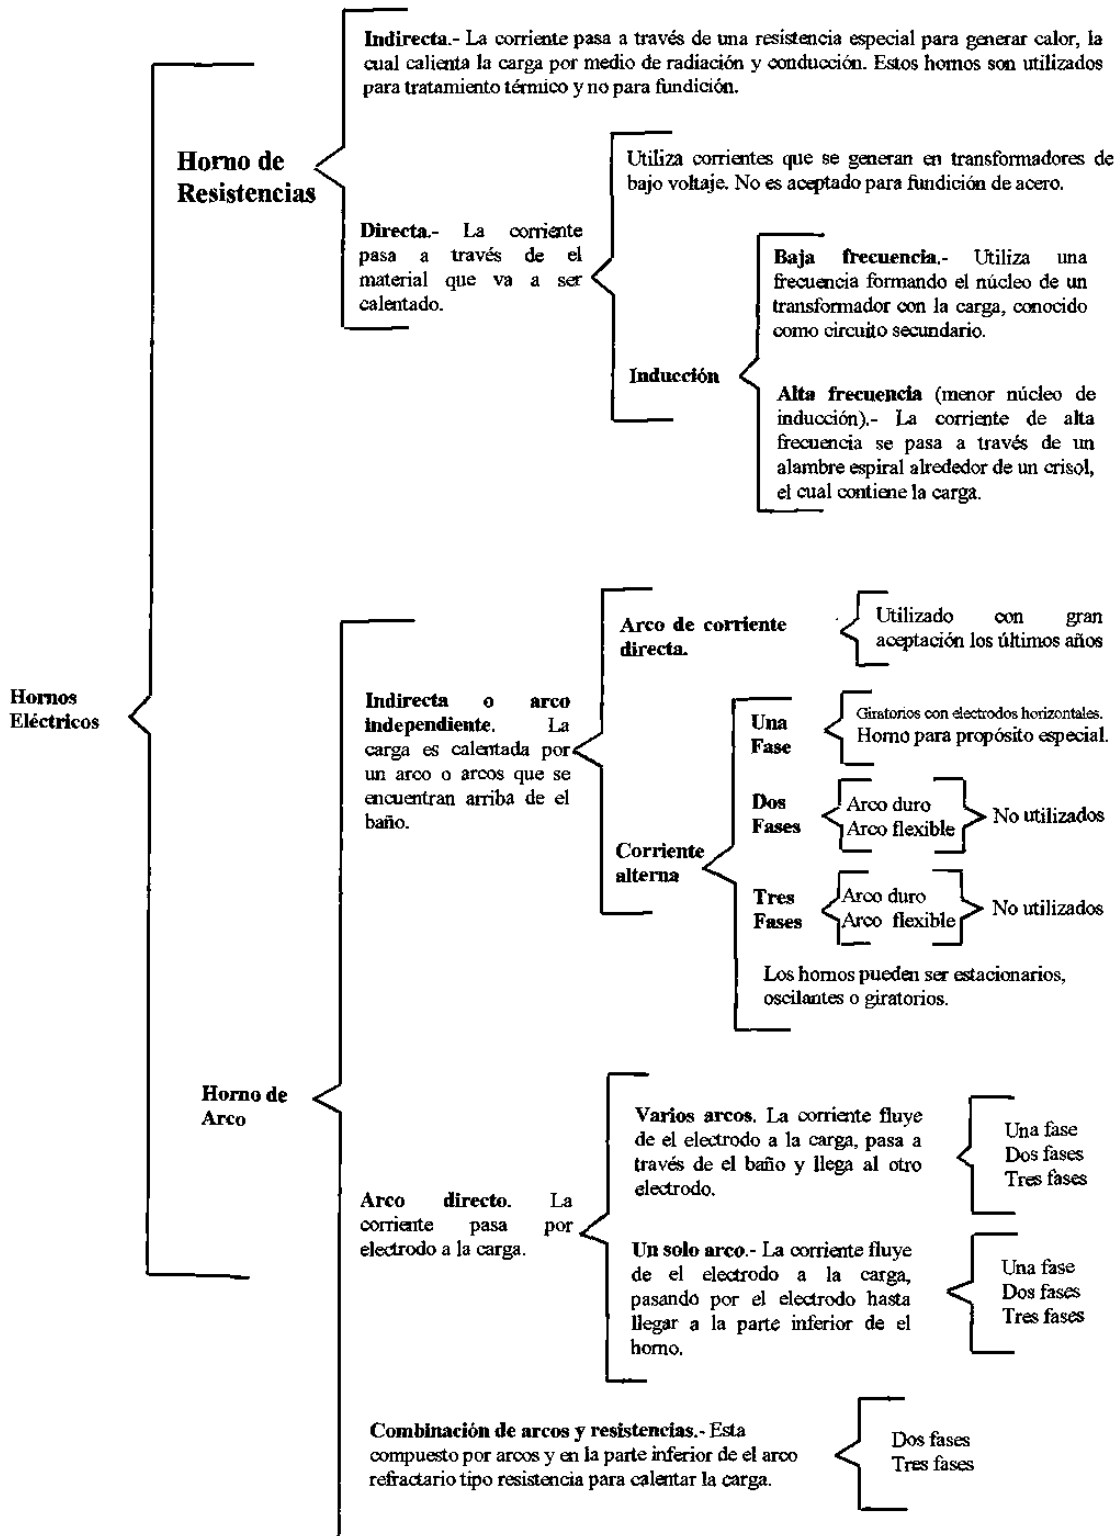 Indirecta.- La corriente pasa a través de una resistencia especial para generar calor, la
cual calienta la carga por medio de radiación y conducción. Estos hornos son utilizados
para tratamiento térmico y no para fundición.
Horno de
Resistencias
Utiliza corrientes que se generan en transformadores de
bajo voltaje. No es aceptado para fundición de acero.
Directa.- La corriente
pasa a través de el
material que va a ser
calentado.
Baja frecuencia.- Utiliza una
frecuencia formando el núcleo de un
transformador con la carga, conocido
como circuito secundario.
Inducción
Alta frecuencia (menor núcleo de
inducción).- La corriente de alta
frecuencia se pasa a través de un
alambre espiral alrededor de un crisol,
el cual contiene la carga.
Hornos
Eléctricos
Arco de corriente
directa.
Utilizado con gran
aceptación los últimos años
Indirecta o arco
independiente. La
carga es calentada por
un arco o arcos que se
encuentran arriba de el
baño.
Una
Fase
Giratorios con electrodos horizontales.
Horno para propósito especial.
Dos
Fases
Arco duro
Arco flexible
No utilizados
Corriente
alterna
Tres
Fases
Arco duro
Arco flexible
No utilizados
Los hornos pueden ser estacionarios,
oscilantes o giratorios.
Horno de
Arco
Varios arcos. La corriente fluye
de el electrodo a la carga, pasa a
través de el baño y llega al otro
electrodo.
Una fase
Dos fases
Tres fases
Arco directo. La
corriente pasa por
electrodo a la carga.
Un solo arco.- La corriente fluye
de el electrodo a la carga,
pasando por el electrodo hasta
llegar a la parte inferior de el
horno.
Una fase
Dos fases
Tres fases
Combinación de arcos y resistencias.- Esta
compuesto por arcos y en la parte inferior de el arco
refractario tipo resistencia para calentar la carga.
Dos fases
Tres fases